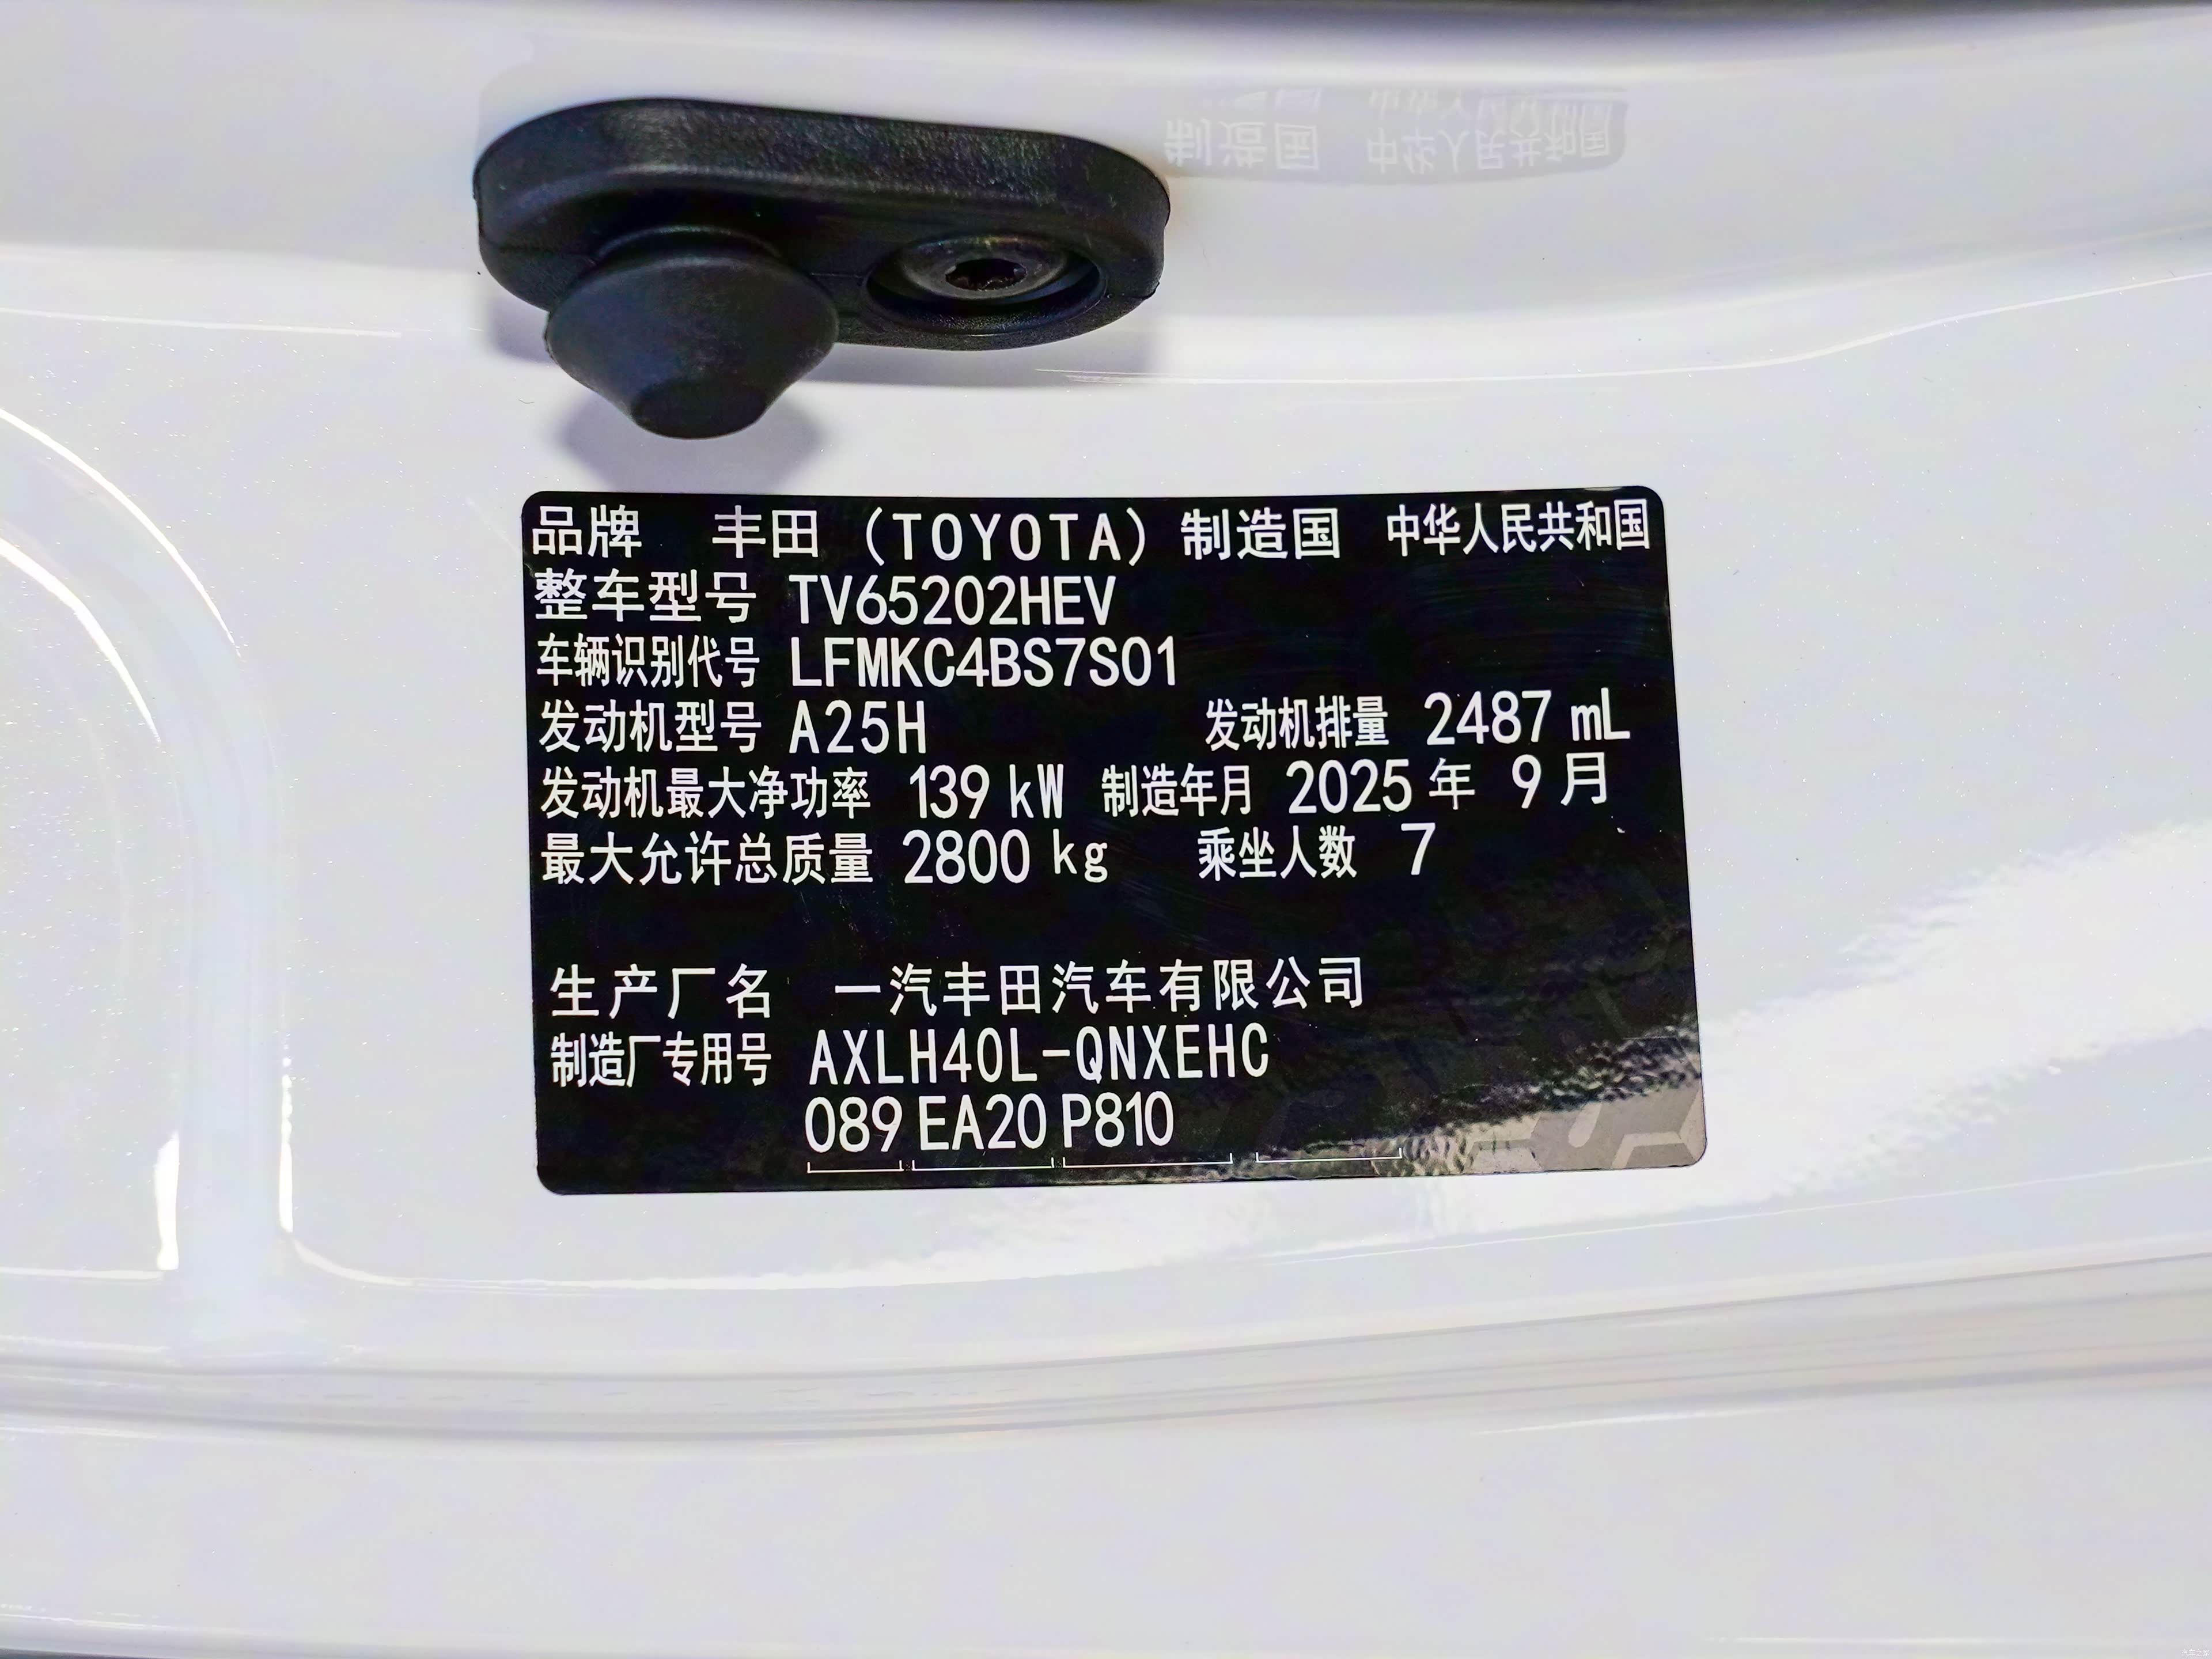 品牌 丰田 (TOYOTA) 制造国 中华人民共和国
整车型号 TV65202HEV
车辆识别代号 LFMKC4BS7S01
发动机型号 A25H 发动机排量 2487 mL
发动机最大净功率 139 kW 制造年月 2025 年 9 月
最大允许总质量 2800 kg 乘坐人数 7
生产厂名 一汽丰田汽车有限公司
制造厂专用号 AXLH40L-QNXEHC
089 EA20 P810
汽车之家